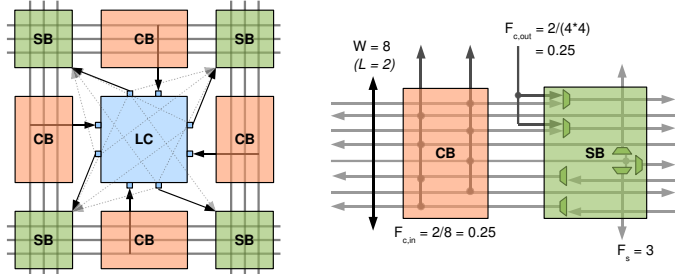 SB
CB
SB
CB
LC
CB
SB
CB
SB
W = 8
(L = 2)
F_c,out = 2/(4*4)
= 0.25
CB
SB
F_c,in = 2/8 = 0.25
F_s = 3